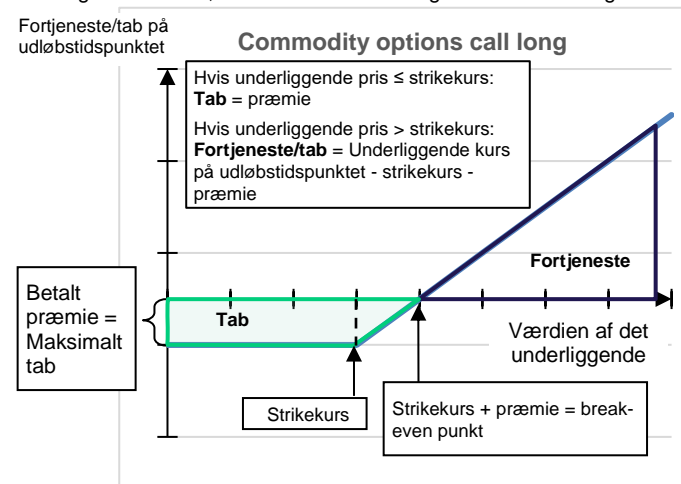 Fortjeneste/tab på
udløbstidspunktet
Commodity options call long
Hvis underliggende pris ≤ strikekurs:
Tab = præmie
Hvis underliggende pris > strikekurs:
Fortjeneste/tab = Underliggende kurs
på udløbstidspunktet - strikekurs -
præmie
Fortjeneste
Betalt
præmie =
Maksimalt
tab
Tab
Værdien af det
underliggende
Strikekurs
Strikekurs + præmie = break-
even punkt